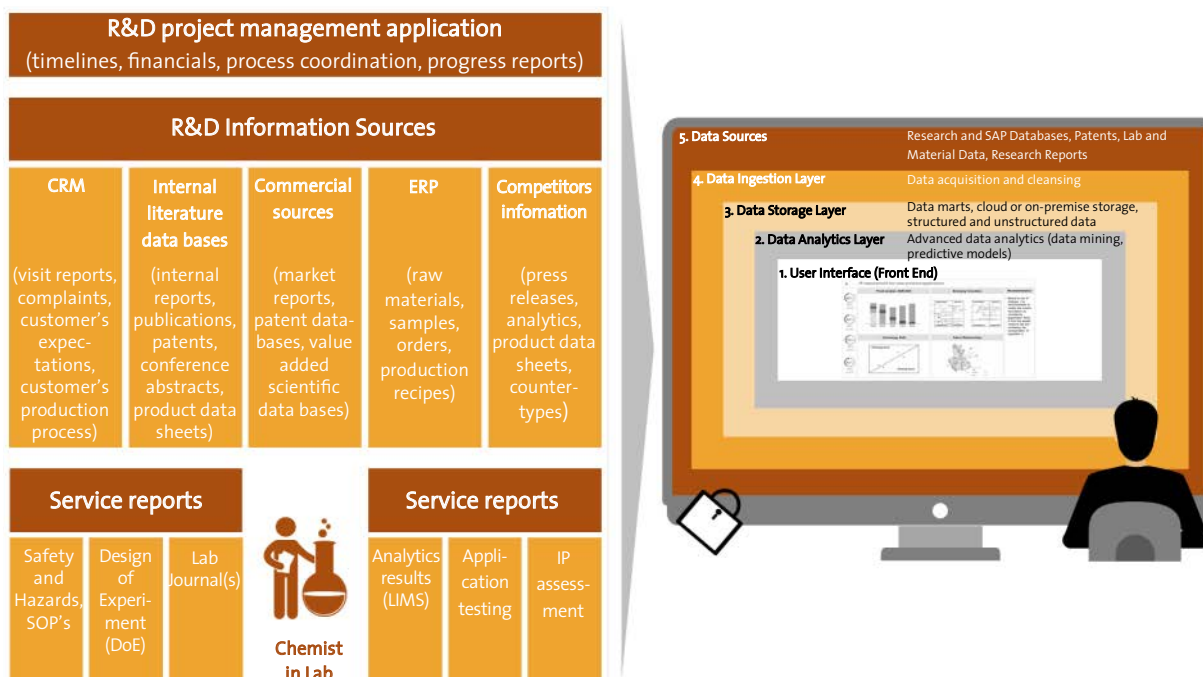 R&D project management application
(timelines, financials, process coordination, progress reports)
R&D Information Sources
CRM
(visit reports,
complaints,
customer's
expec-
tations,
customer's
production
process)
Internal
literature
data bases
(internal
reports,
publications,
patents,
conference
abstracts,
product data
sheets)
Commercial
sources
(market
reports,
patent data-
bases, value
added
scientific
data bases)
ERP
(raw
materials,
samples,
orders,
production
recipes)
Competitors
infomation
(press
releases,
analytics,
product data
sheets,
counter-
types)
Service reports
Safety
and
Hazards,
SOP's
Design
of
Experi-
ment
(DoE)
Lab
Journal(s)
Chemist
in Lab
Service reports
Analytics
results
(LIMS)
Appli-
cation
testing
IP
assess-
ment
5. Data Sources
Research and SAP Databases, Patents, Lab and
Material Data, Research Reports
4. Data Ingestion Layer
Data acquisition and cleansing
3. Data Storage Layer
Data marts, cloud or on-premise storage,
structured and unstructured data
2. Data Analytics Layer
Advanced data analytics (data mining,
predictive models)
1. User Interface (Front End)